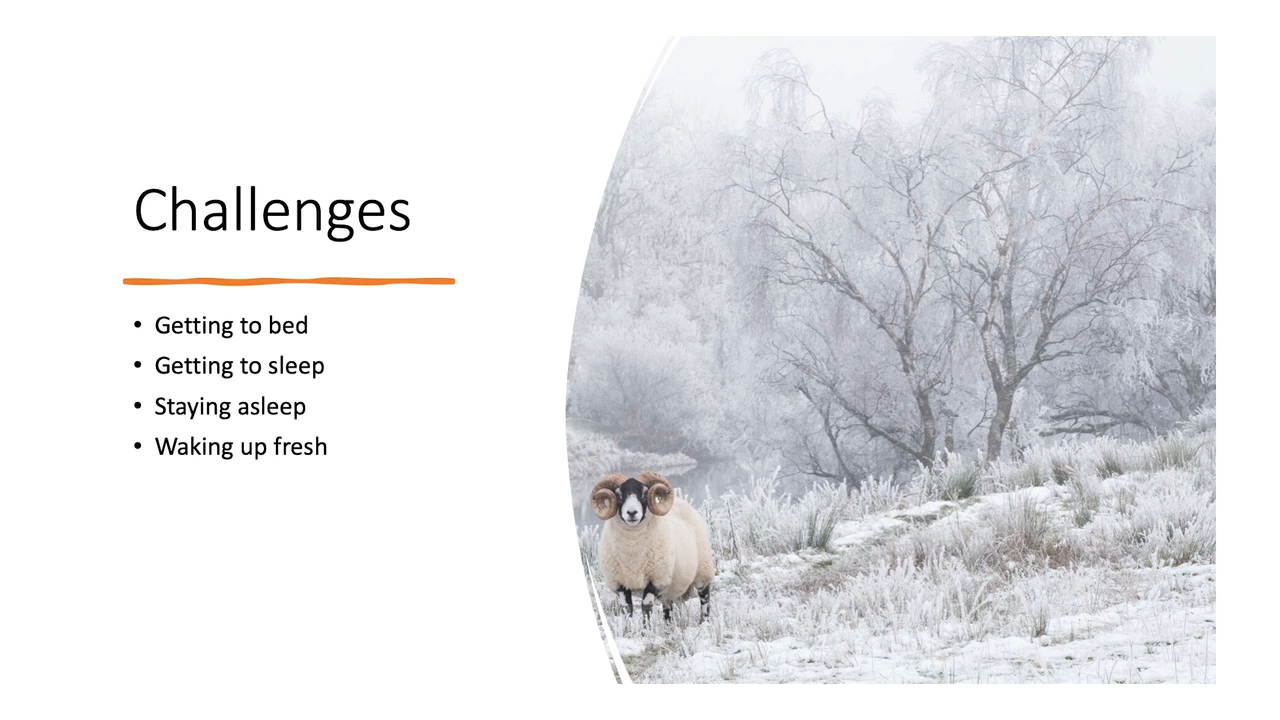 Challenges
• Getting to bed
• Getting to sleep
• Staying asleep
• Waking up fresh